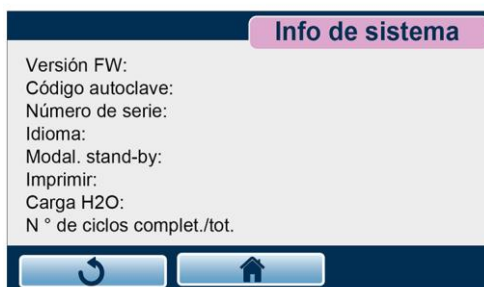 Info de sistema
Versión FW:
Código autoclave:
Número de serie:
Idioma:
Modal. stand-by:
Imprimir:
Carga H2O:
N ° de ciclos complet./tot.